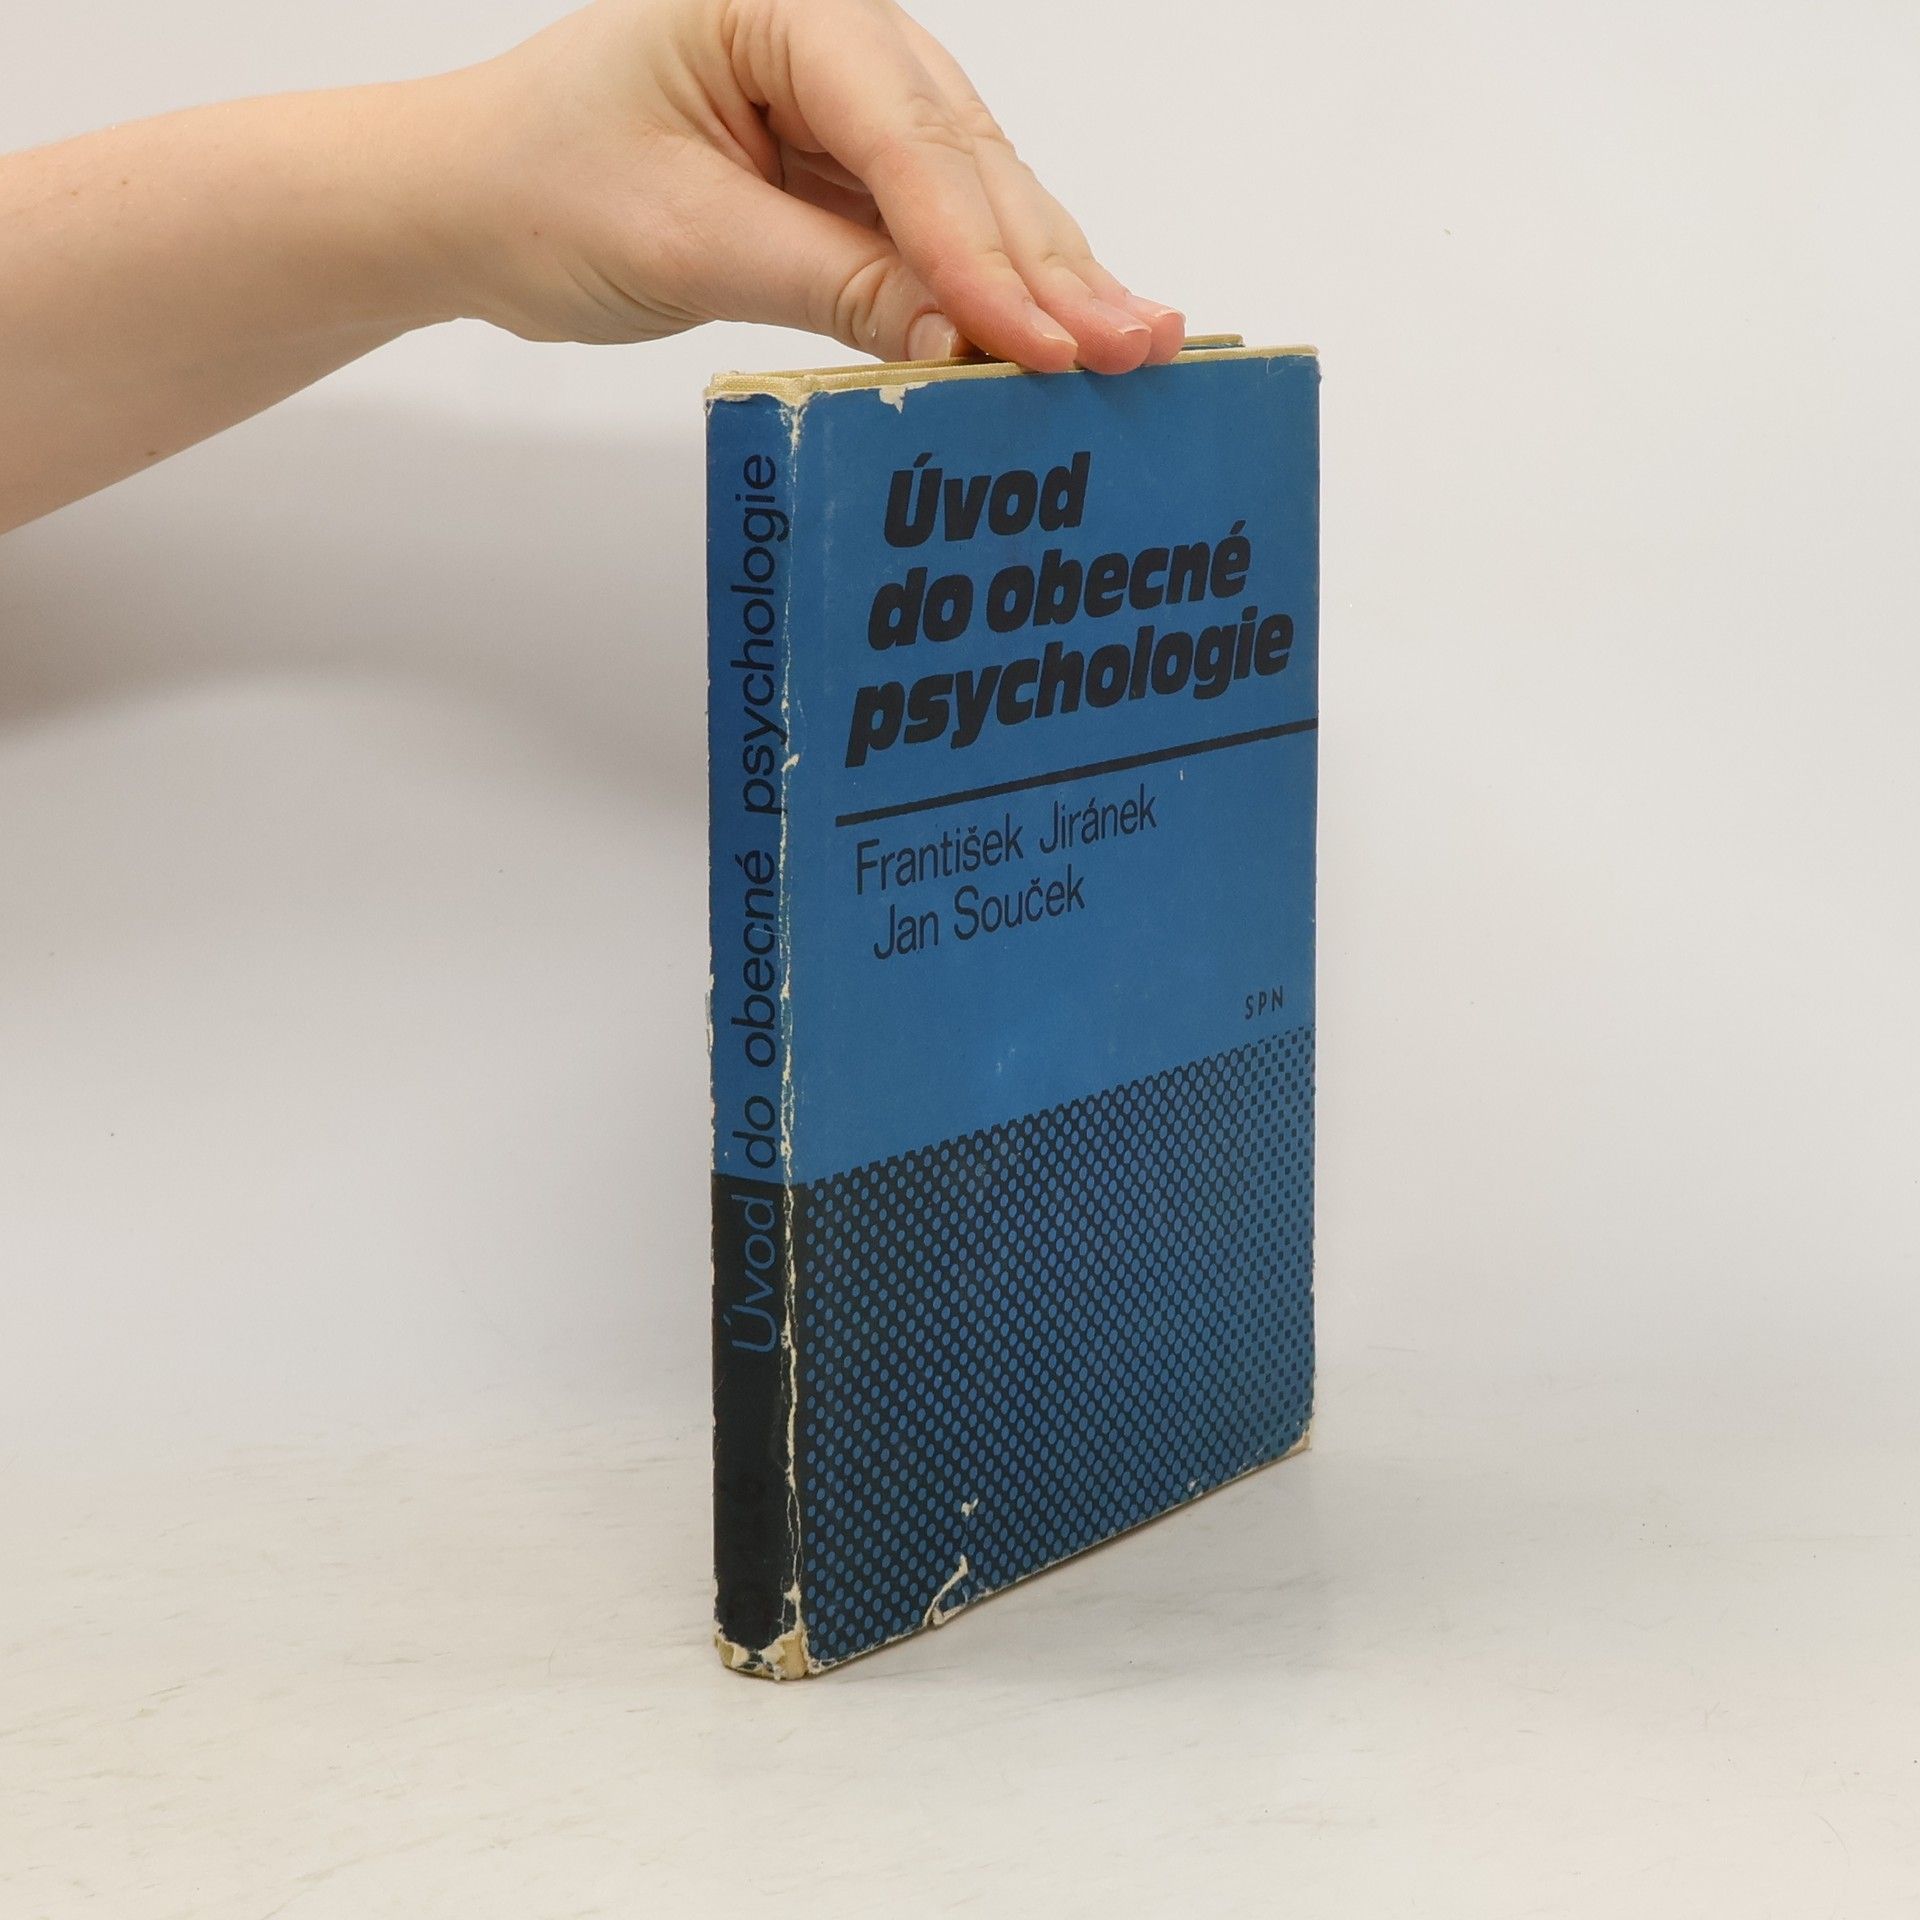 Úvod do obecné psychologie
Úvod
do obecné
psychologie
František Jiránek
Jan Souček
SPN